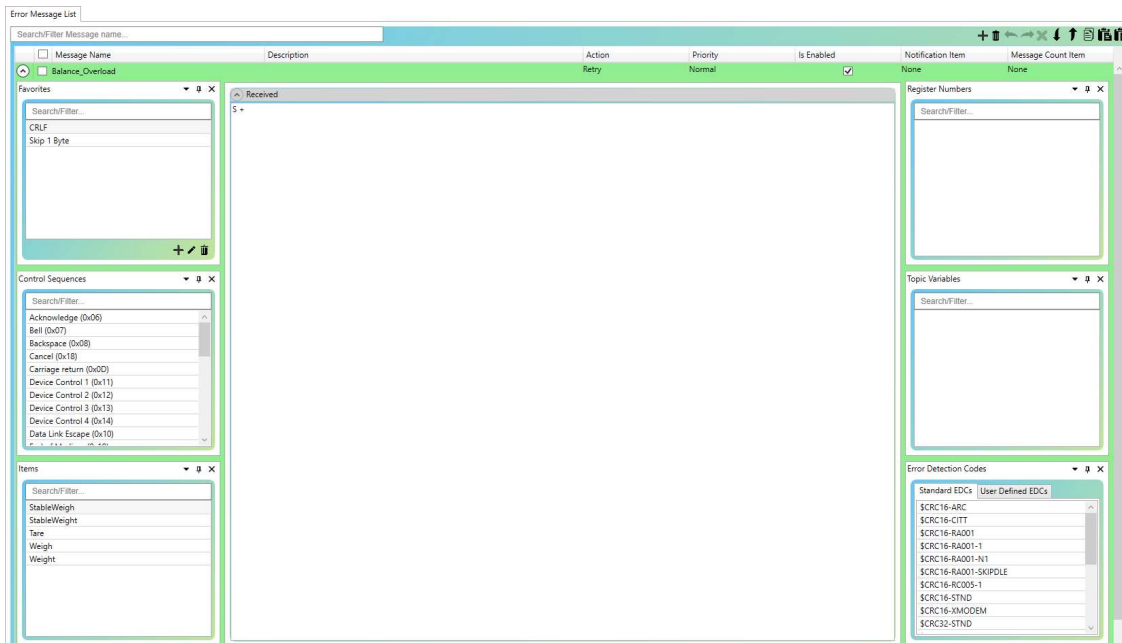 Error Message List
Search/Filter Message name...
Message Name Description Action Priority Is Enabled Notification Item Message Count Item
Balance_Overload Retry Normal None None
Favorites
Search/Filter...
CRLF
Skip 1 Byte
Control Sequences
Search/Filter...
Acknowledge (0x06)
Bell (0x07)
Backspace (0x08)
Cancel (0x18)
Carriage return (0x0D)
Device Control 1 (0x11)
Device Control 2 (0x12)
Device Control 3 (0x13)
Device Control 4 (0x14)
Data Link Escape (0x10)
Items
Search/Filter...
StableWeigh
StableWeight
Tare
Weigh
Weight
Received
S +
Register Numbers
Search/Filter...
Topic Variables
Search/Filter...
Error Detection Codes
Standard EDCs User Defined EDCs
$CRC16-ARC
$CRC16-CITT
$CRC16-RA001
$CRC16-RA001-1
$CRC16-RA001-N1
$CRC16-RA001-SKIPDLE
$CRC16-RC005-1
$CRC16-STND
$CRC16-XMODEM
$CRC32-STND